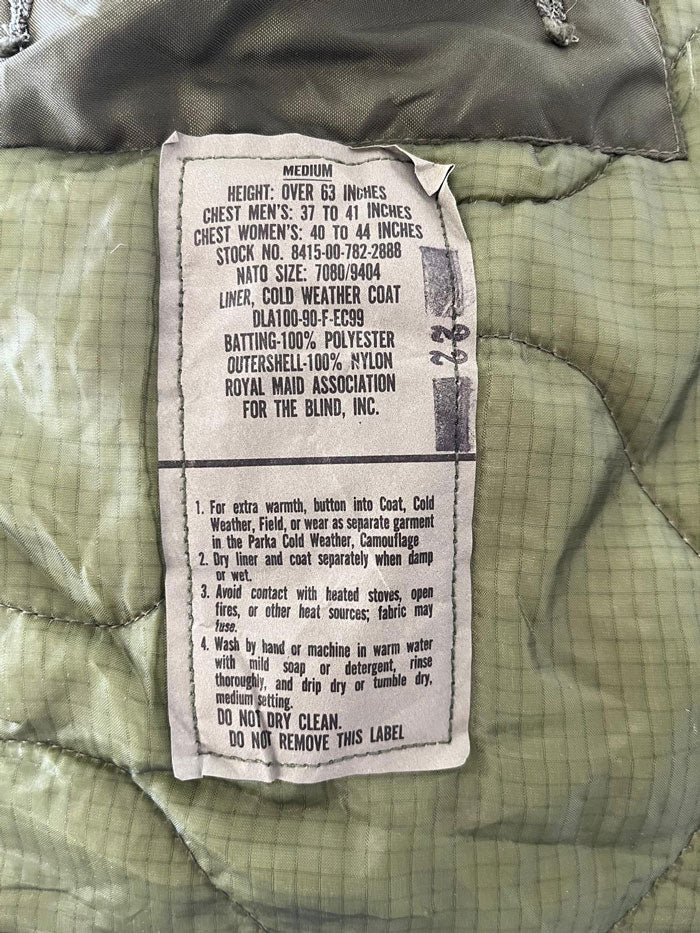 MEDIUM
HEIGHT: OVER 63 INCHES
CHEST MEN'S: 37 TO 41 INCHES
CHEST WOMEN'S: 40 TO 44 INCHES
STOCK NO. 8415-00-782-2888
NATO SIZE: 7080/9404
LINER, COLD WEATHER COAT
DLA100-90-F-EC99
BATTING-100% POLYESTER
OUTERSHELL-100% NYLON
ROYAL MAID ASSOCIATION
FOR THE BLIND, INC.
22
1. For extra warmth, button into Coat, Cold
Weather, Field, or wear as separate garment
in the Parka Cold Weather, Camouflage
2. Dry liner and coat separately when damp
or wet.
3. Avoid contact with heated stoves, open
fires, or other heat sources; fabric may
fuse.
4. Wash by hand or machine in warm water
with mild soap or detergent, rinse
thoroughly, and drip dry or tumble dry,
medium setting.
DO NOT DRY CLEAN.
DO NOT REMOVE THIS LABEL